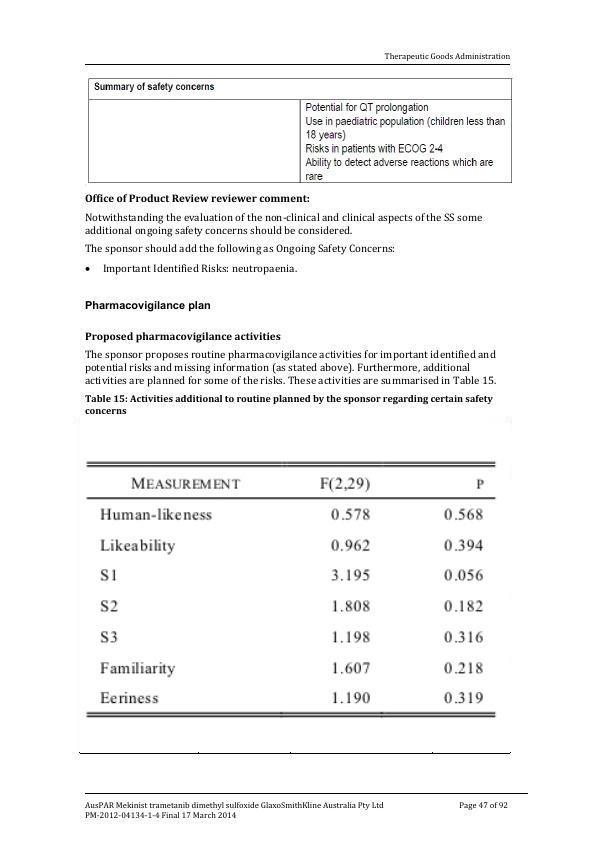 Therapeutic Goods Administration
Summary of safety concerns
Potential for QT prolongation
Use in paediatric population (children less than
18 years)
Risks in patients with ECOG 2-4
Ability to detect adverse reactions which are
rare
Office of Product Review reviewer comment:
Notwithstanding the evaluation of the non-clinical and clinical aspects of the SS some
additional ongoing safety concerns should be considered.
The sponsor should add the following as Ongoing Safety Concerns:
• Important Identified Risks: neutropaenia.
Pharmacovigilance plan
Proposed pharmacovigilance activities
The sponsor proposes routine pharmacovigilance activities for important identified and
potential risks and missing information (as stated above). Furthermore, additional
activities are planned for some of the risks. These activities are summarised in Table 15.
Table 15: Activities additional to routine planned by the sponsor regarding certain safety
concerns
MEASUREMENT F(2,29) P
Human-likeness 0.578 0.568
Likeability 0.962 0.394
S1 3.195 0.056
S2 1.808 0.182
S3 1.198 0.316
Familiarity 1.607 0.218
Eeriness 1.190 0.319
AusPAR Mekinist trametanib dimethyl sulfoxide GlaxoSmithKline Australia Pty Ltd Page 47 of 92
PM-2012-04134-1-4 Final 17 March 2014